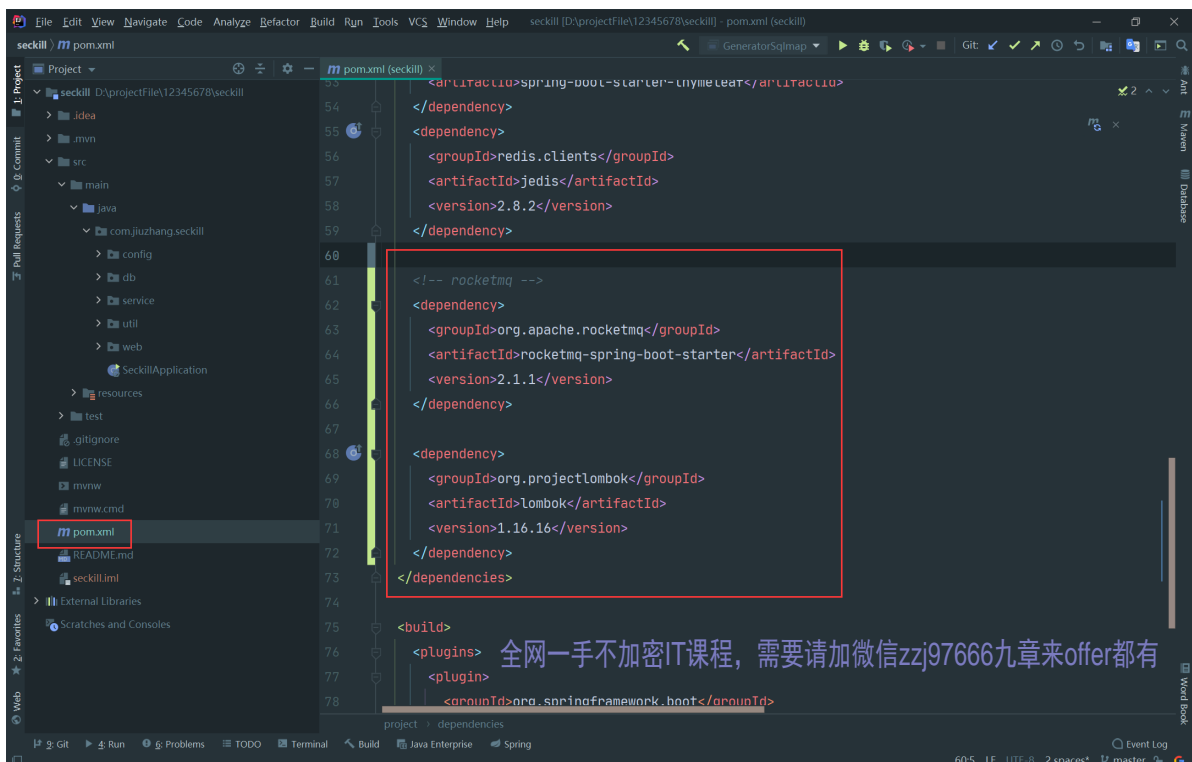 File Edit View Navigate Code Analyze Refactor Build Run Tools VCS Window Help seckill [D:\projectFile\12345678\seckill] - pom.xml (seckill)
seckill pom.xml
GeneratorSqlmap
Git:
Project
pom.xml (seckill)
1: Project
0: Commit
Pull Requests
7: Structure
2: Favorites
Web
seckill D:\projectFile\12345678\seckill
.idea
.mvn
src
main
java
com.jiuzhang.seckill
config
db
service
util
web
SeckillApplication
resources
test
.gitignore
LICENSE
mvnw
mvnw.cmd
pom.xml
README.md
seckill.iml
External Libraries
Scratches and Consoles
53 <artifactId>spring-boot-starter-thymeleaf</artifactId>
54 </dependency>
55 <dependency>
56 <groupId>redis.clients</groupId>
57 <artifactId>jedis</artifactId>
58 <version>2.8.2</version>
59 </dependency>
60
61 <!-- rocketmq -->
62 <dependency>
63 <groupId>org.apache.rocketmq</groupId>
64 <artifactId>rocketmq-spring-boot-starter</artifactId>
65 <version>2.1.1</version>
66 </dependency>
67
68 <dependency>
69 <groupId>org.projectlombok</groupId>
70 <artifactId>lombok</artifactId>
71 <version>1.16.16</version>
72 </dependency>
73 </dependencies>
74
75 <build>
76 <plugins>
77 <plugin>
78 <groupId>org.springframework.boot</groupId>
全网一手不加密IT课程，需要请加微信zzj97666九章来offer都有
2
Ant
Maven
Database
Word Book
project dependencies
9: Git 4: Run 6: Problems TODO Terminal Build Java Enterprise Spring Event Log
60:5 LF UTF-8 2 spaces* master